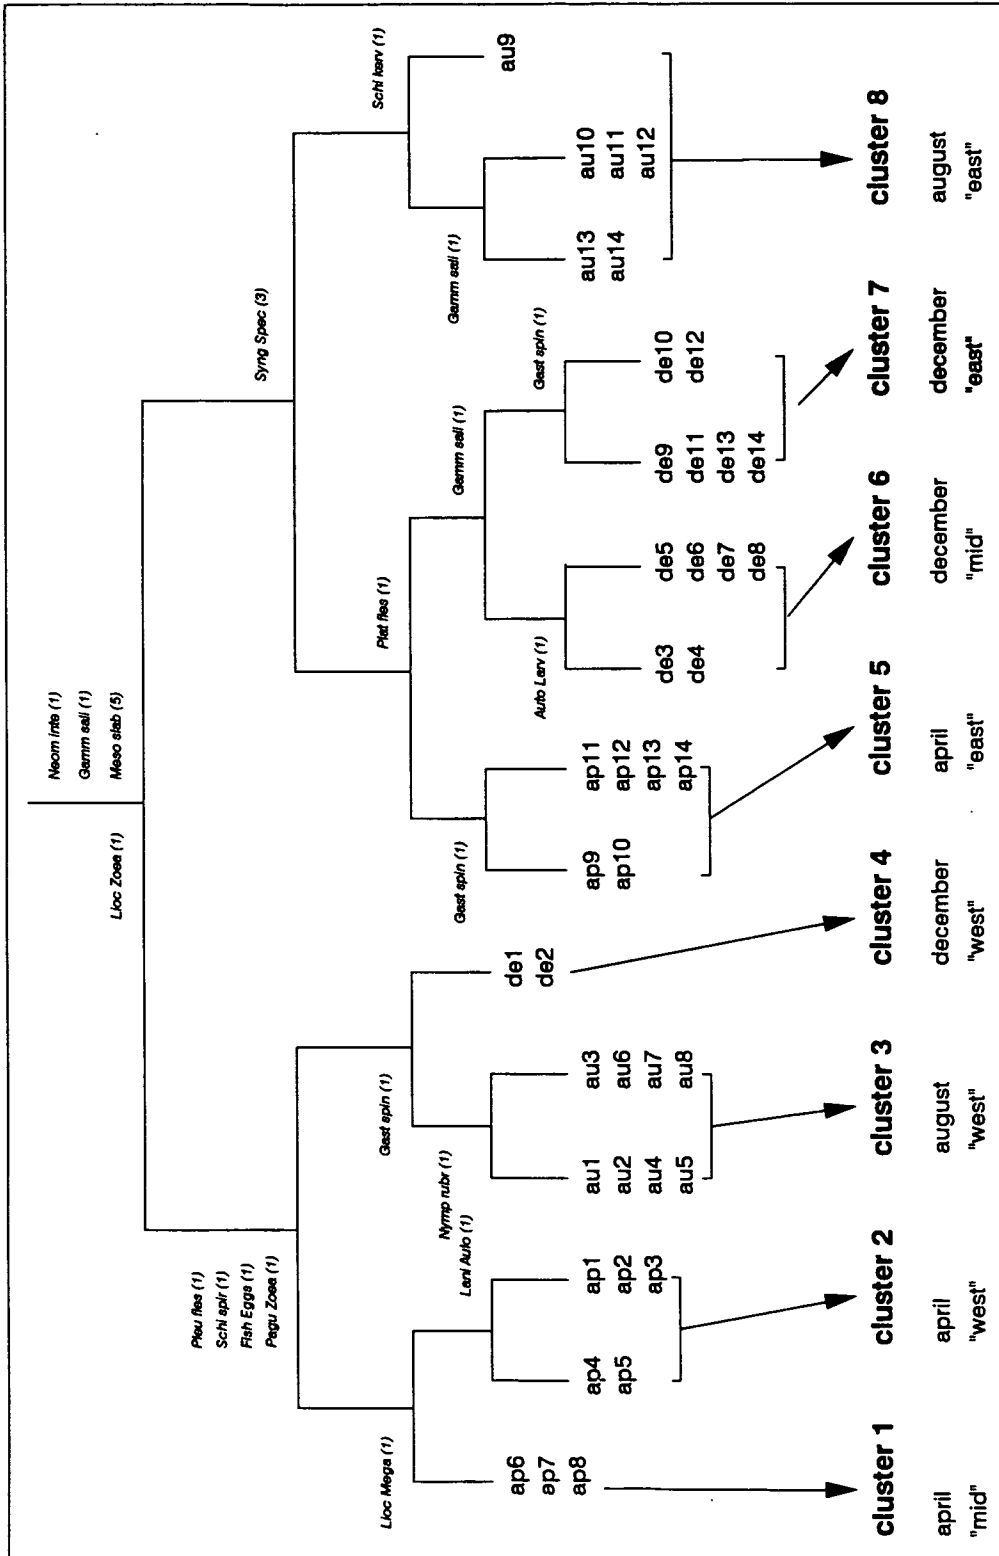 Neom inte (1)
Gamm sali (1)
Meso slab (5)
Lioc Zoea (1)
Syng Spec (3)
Pleu fles (1)
Schi spir (1)
Fish Eggs (1)
Pagu Zoea (1)
Plat fles (1)
Schi kerv (1)
Lioc Mega (1)
Gast spin (1)
Gast spin (1)
Gamm sali (1)
Gamm sali (1)
Nymp rubr (1)
Lani Aulo (1)
Auto Larv (1)
Gast spin (1)
ap6
ap7
ap8
ap4
ap5
ap1
ap2
ap3
au1
au2
au4
au5
au3
au6
au7
au8
de1
de2
ap9
ap10
ap11
ap12
ap13
ap14
de3
de4
de5
de6
de7
de8
de9
de11
de13
de14
de10
de12
au13
au14
au10
au11
au12
au9
cluster 1
april
"mid"
cluster 2
april
"west"
cluster 3
august
"west"
cluster 4
december
"west"
cluster 5
april
"east"
cluster 6
december
"mid"
cluster 7
december
"east"
cluster 8
august
"east"